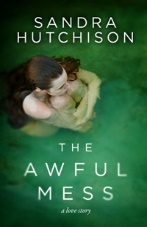 SANDRA
HUTCHISON
THE
AWFUL
MESS
a love story